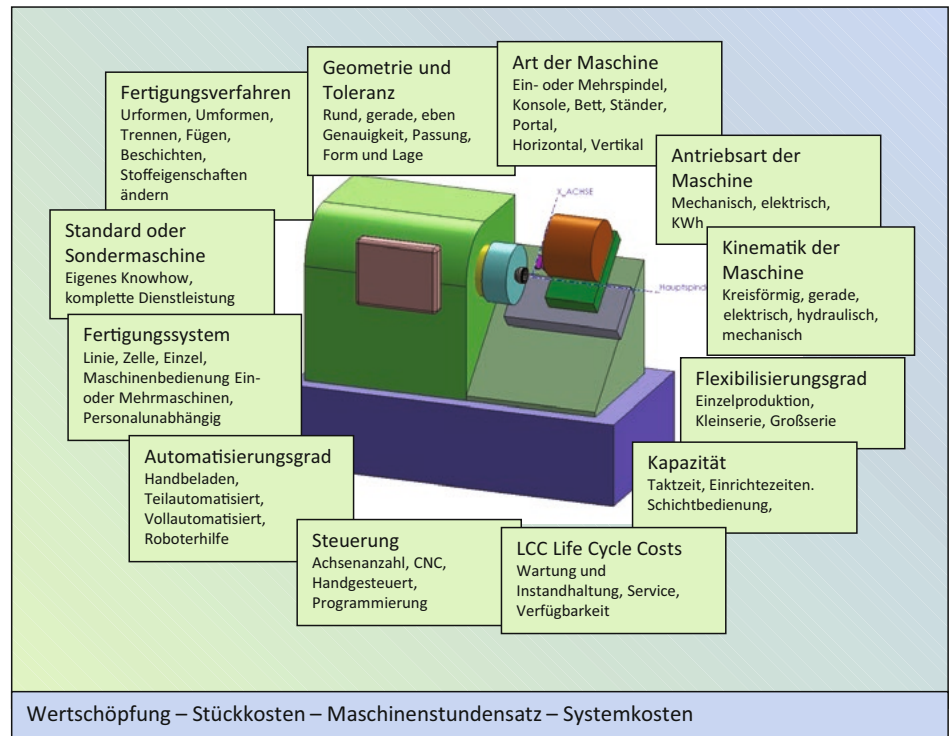 Geometrie und
Toleranz
Rund, gerade, eben
Genauigkeit, Passung,
Form und Lage
Art der Maschine
Ein- oder Mehrspindel,
Konsole, Bett, Ständer,
Portal,
Horizontal, Vertikal
Fertigungsverfahren
Urformen, Umformen,
Trennen, Fügen,
Beschichten,
Stoffeigenschaften
ändern
Antriebsart der
Maschine
Mechanisch, elektrisch,
KWh
X_ACHSE
Standard oder
Sondermaschine
Eigenes Knowhow,
komplette Dienstleistung
Kinematik der
Maschine
Kreisförmig, gerade,
elektrisch, hydraulisch,
mechanisch
Hauptspind
Fertigungssystem
Linie, Zelle, Einzel,
Maschinenbedienung Ein-
oder Mehrmaschinen,
Personalunabhängig
Flexibilisierungsgrad
Einzelproduktion,
Kleinserie, Großserie
Automatisierungsgrad
Handbeladen,
Teilautomatisiert,
Vollautomatisiert,
Roboterhilfe
Kapazität
Taktzeit, Einrichtezeiten.
Schichtbedienung,
Steuerung
Achsenanzahl, CNC,
Handgesteuert,
Programmierung
LCC Life Cycle Costs
Wartung und
Instandhaltung, Service,
Verfügbarkeit
Wertschöpfung – Stückkosten – Maschinenstundensatz – Systemkosten